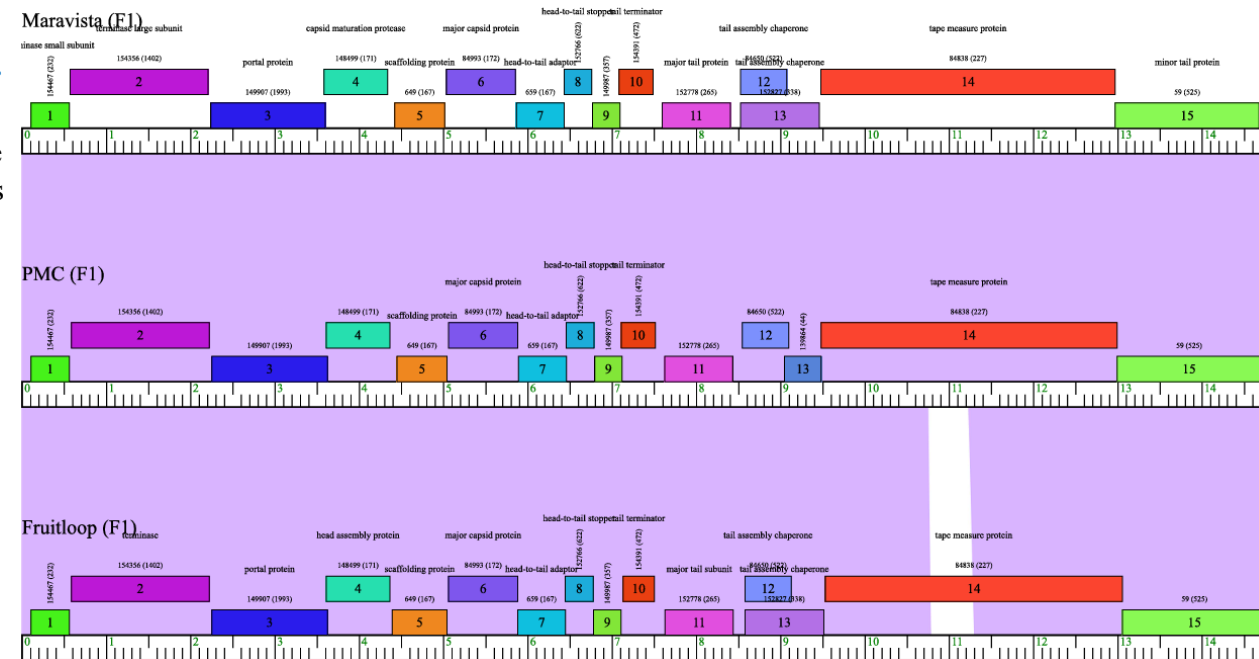 Maravista (F1)
head-to-tail stopper tail terminator
terminase large subunit capsid maturation protease major capsid protein tail assembly chaperone tape measure protein
inase small subunit
portal protein scaffolding protein head-to-tail adaptor major tail protein tail assembly chaperone minor tail protein
154467 (232) 154356 (1402) 148499 (171) 84993 (172) 152766 (622) 149987 (357) 154391 (472) 84650 (522) 84838 (227)
2 4 6 8 10 12 14
149907 (1993) 649 (167) 659 (167) 152778 (265) 152827 (338) 59 (525)
1 3 5 7 9 11 13 15
0 1 2 3 4 5 6 7 8 9 10 11 12 13 14
e
s
PMC (F1)
head-to-tail stopper tail terminator
major capsid protein tape measure protein
scaffolding protein head-to-tail adaptor
154467 (232) 154356 (1402) 148499 (171) 84993 (172) 152766 (622) 149987 (357) 154391 (472) 84650 (522) 139864 (44) 84838 (227)
2 4 6 8 10 12 14
149907 (1993) 649 (167) 659 (167) 152778 (265) 59 (525)
1 3 5 7 9 11 13 15
0 1 2 3 4 5 6 7 8 9 10 11 12 13 14
Fruitloop (F1)
head-to-tail stopper tail terminator
terminase head assembly protein major capsid protein tail assembly chaperone tape measure protein
portal protein scaffolding protein head-to-tail adaptor major tail subunit tail assembly chaperone
154467 (232) 154356 (1402) 148499 (171) 84993 (172) 152766 (622) 149987 (357) 154391 (472) 84650 (522) 84838 (227)
2 4 6 8 10 12 14
149907 (1993) 649 (167) 659 (167) 152778 (265) 152827 (338) 59 (525)
1 3 5 7 9 11 13 15
0 1 2 3 4 5 6 7 8 9 10 11 12 13 14